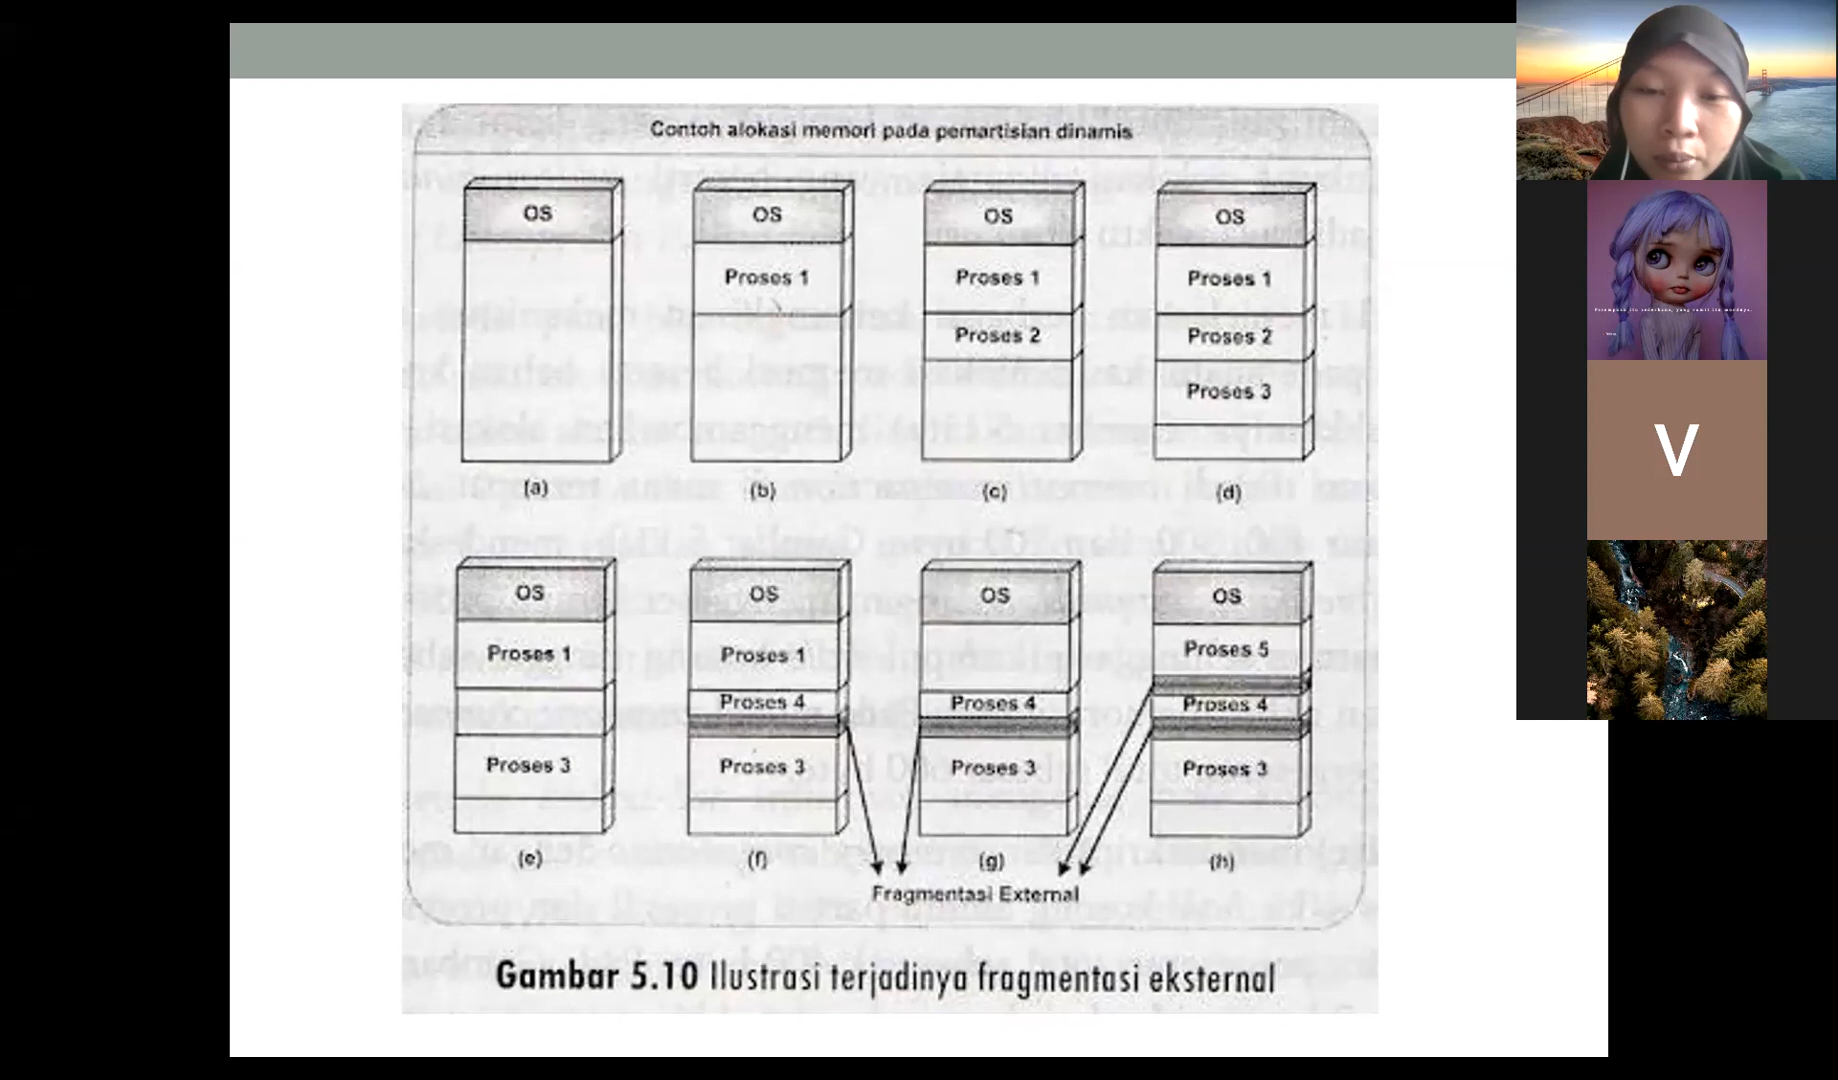 Contoh alokasi memori pada pemartisian dinamis
OS
OS
OS
OS
Proses 1
Proses 1
Proses 1
Proses 2
Proses 2
Proses 3
(a)
(b)
(c)
(d)
OS
OS
OS
OS
Proses 1
Proses 1
Proses 5
Proses 4
Proses 4
Proses 4
Proses 3
Proses 3
Proses 3
Proses 3
(e)
(f)
(g)
(h)
Fragmentasi External
Gambar 5.10 Ilustrasi terjadinya fragmentasi eksternal
V